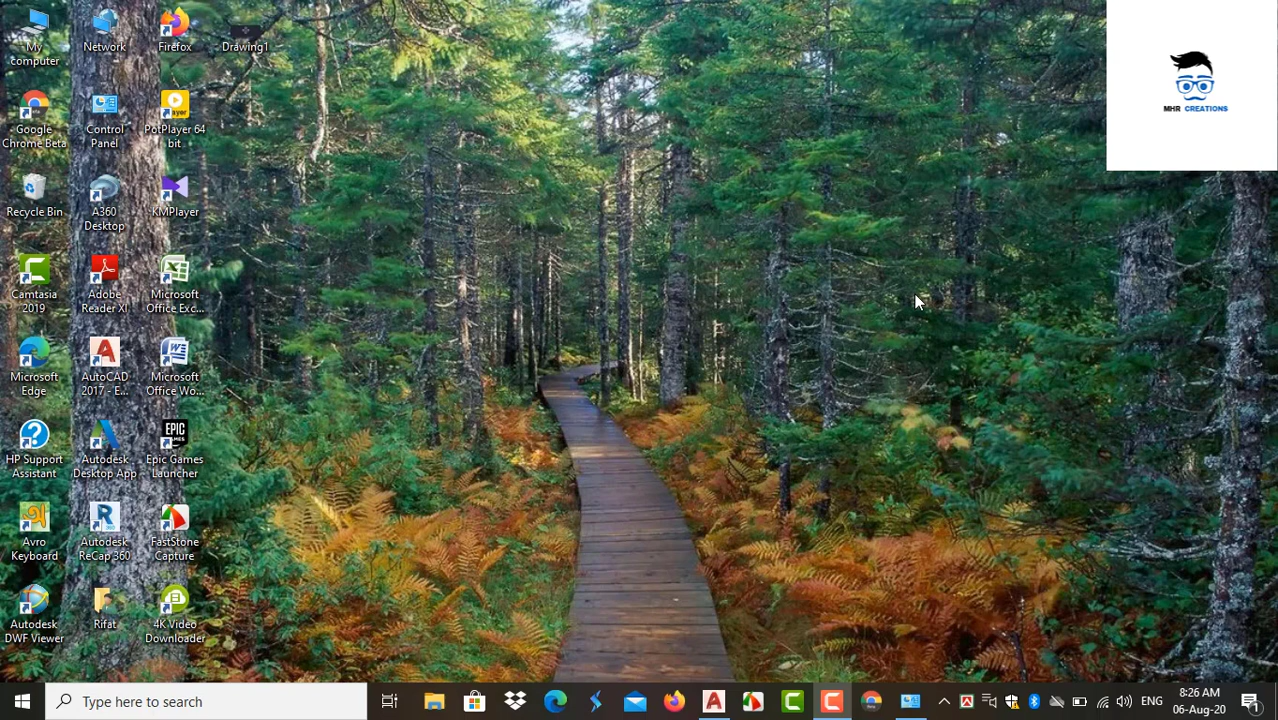 My
computer
Network
Firefox
Drawing1
MHR CREATIONS
Google
Chrome Beta
Control
Panel
PotPlayer 64
bit
Recycle Bin
A360
Desktop
KMPlayer
Camtasia
2019
Adobe
Reader XI
Microsoft
Office Exc...
Microsoft
Edge
AutoCAD
2017 - E...
Microsoft
Office Wo...
HP Support
Assistant
Autodesk
Desktop App
EPIC
GAMES
Epic Games
Launcher
Avro
Keyboard
Autodesk
ReCap 360
FastStone
Capture
Autodesk
DWF Viewer
Rifat
4K Video
Downloader
Type here to search
ENG
8:26 AM
06-Aug-20
1